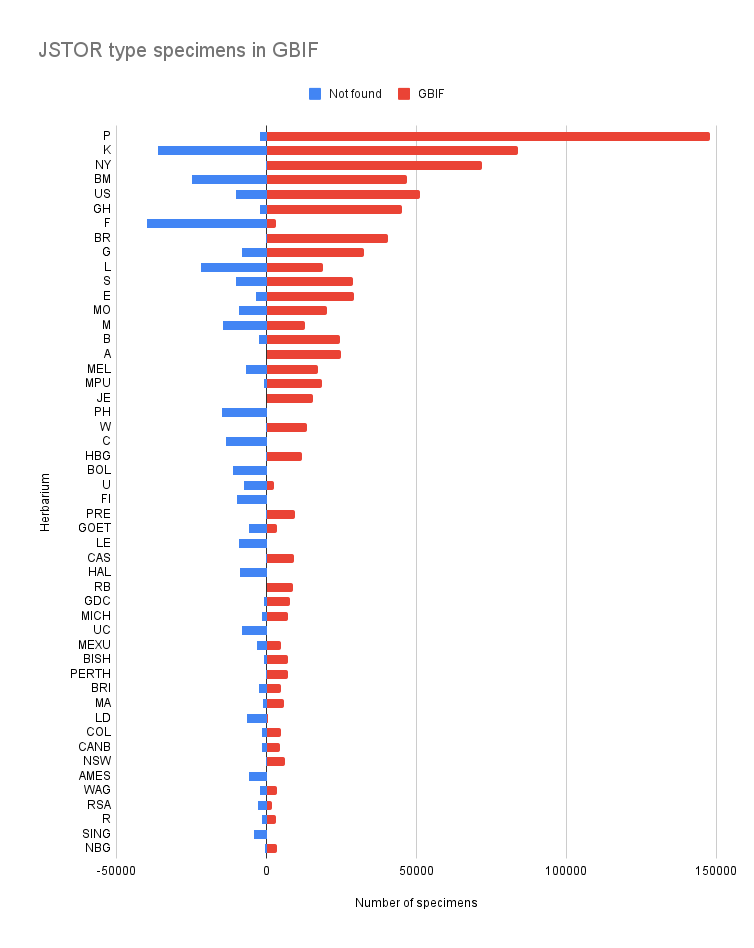 JSTOR type specimens in GBIF
Not found
GBIF
Herbarium
P
K
NY
BM
US
GH
F
BR
G
L
S
E
MO
M
B
A
MEL
MPU
JE
PH
W
C
HBG
BOL
U
FI
PRE
GOET
LE
CAS
HAL
RB
GDC
MICH
UC
MEXU
BISH
PERTH
BRI
MA
LD
COL
CANB
NSW
AMES
WAG
RSA
R
SING
NBG
-50000 0 50000 100000 150000
Number of specimens